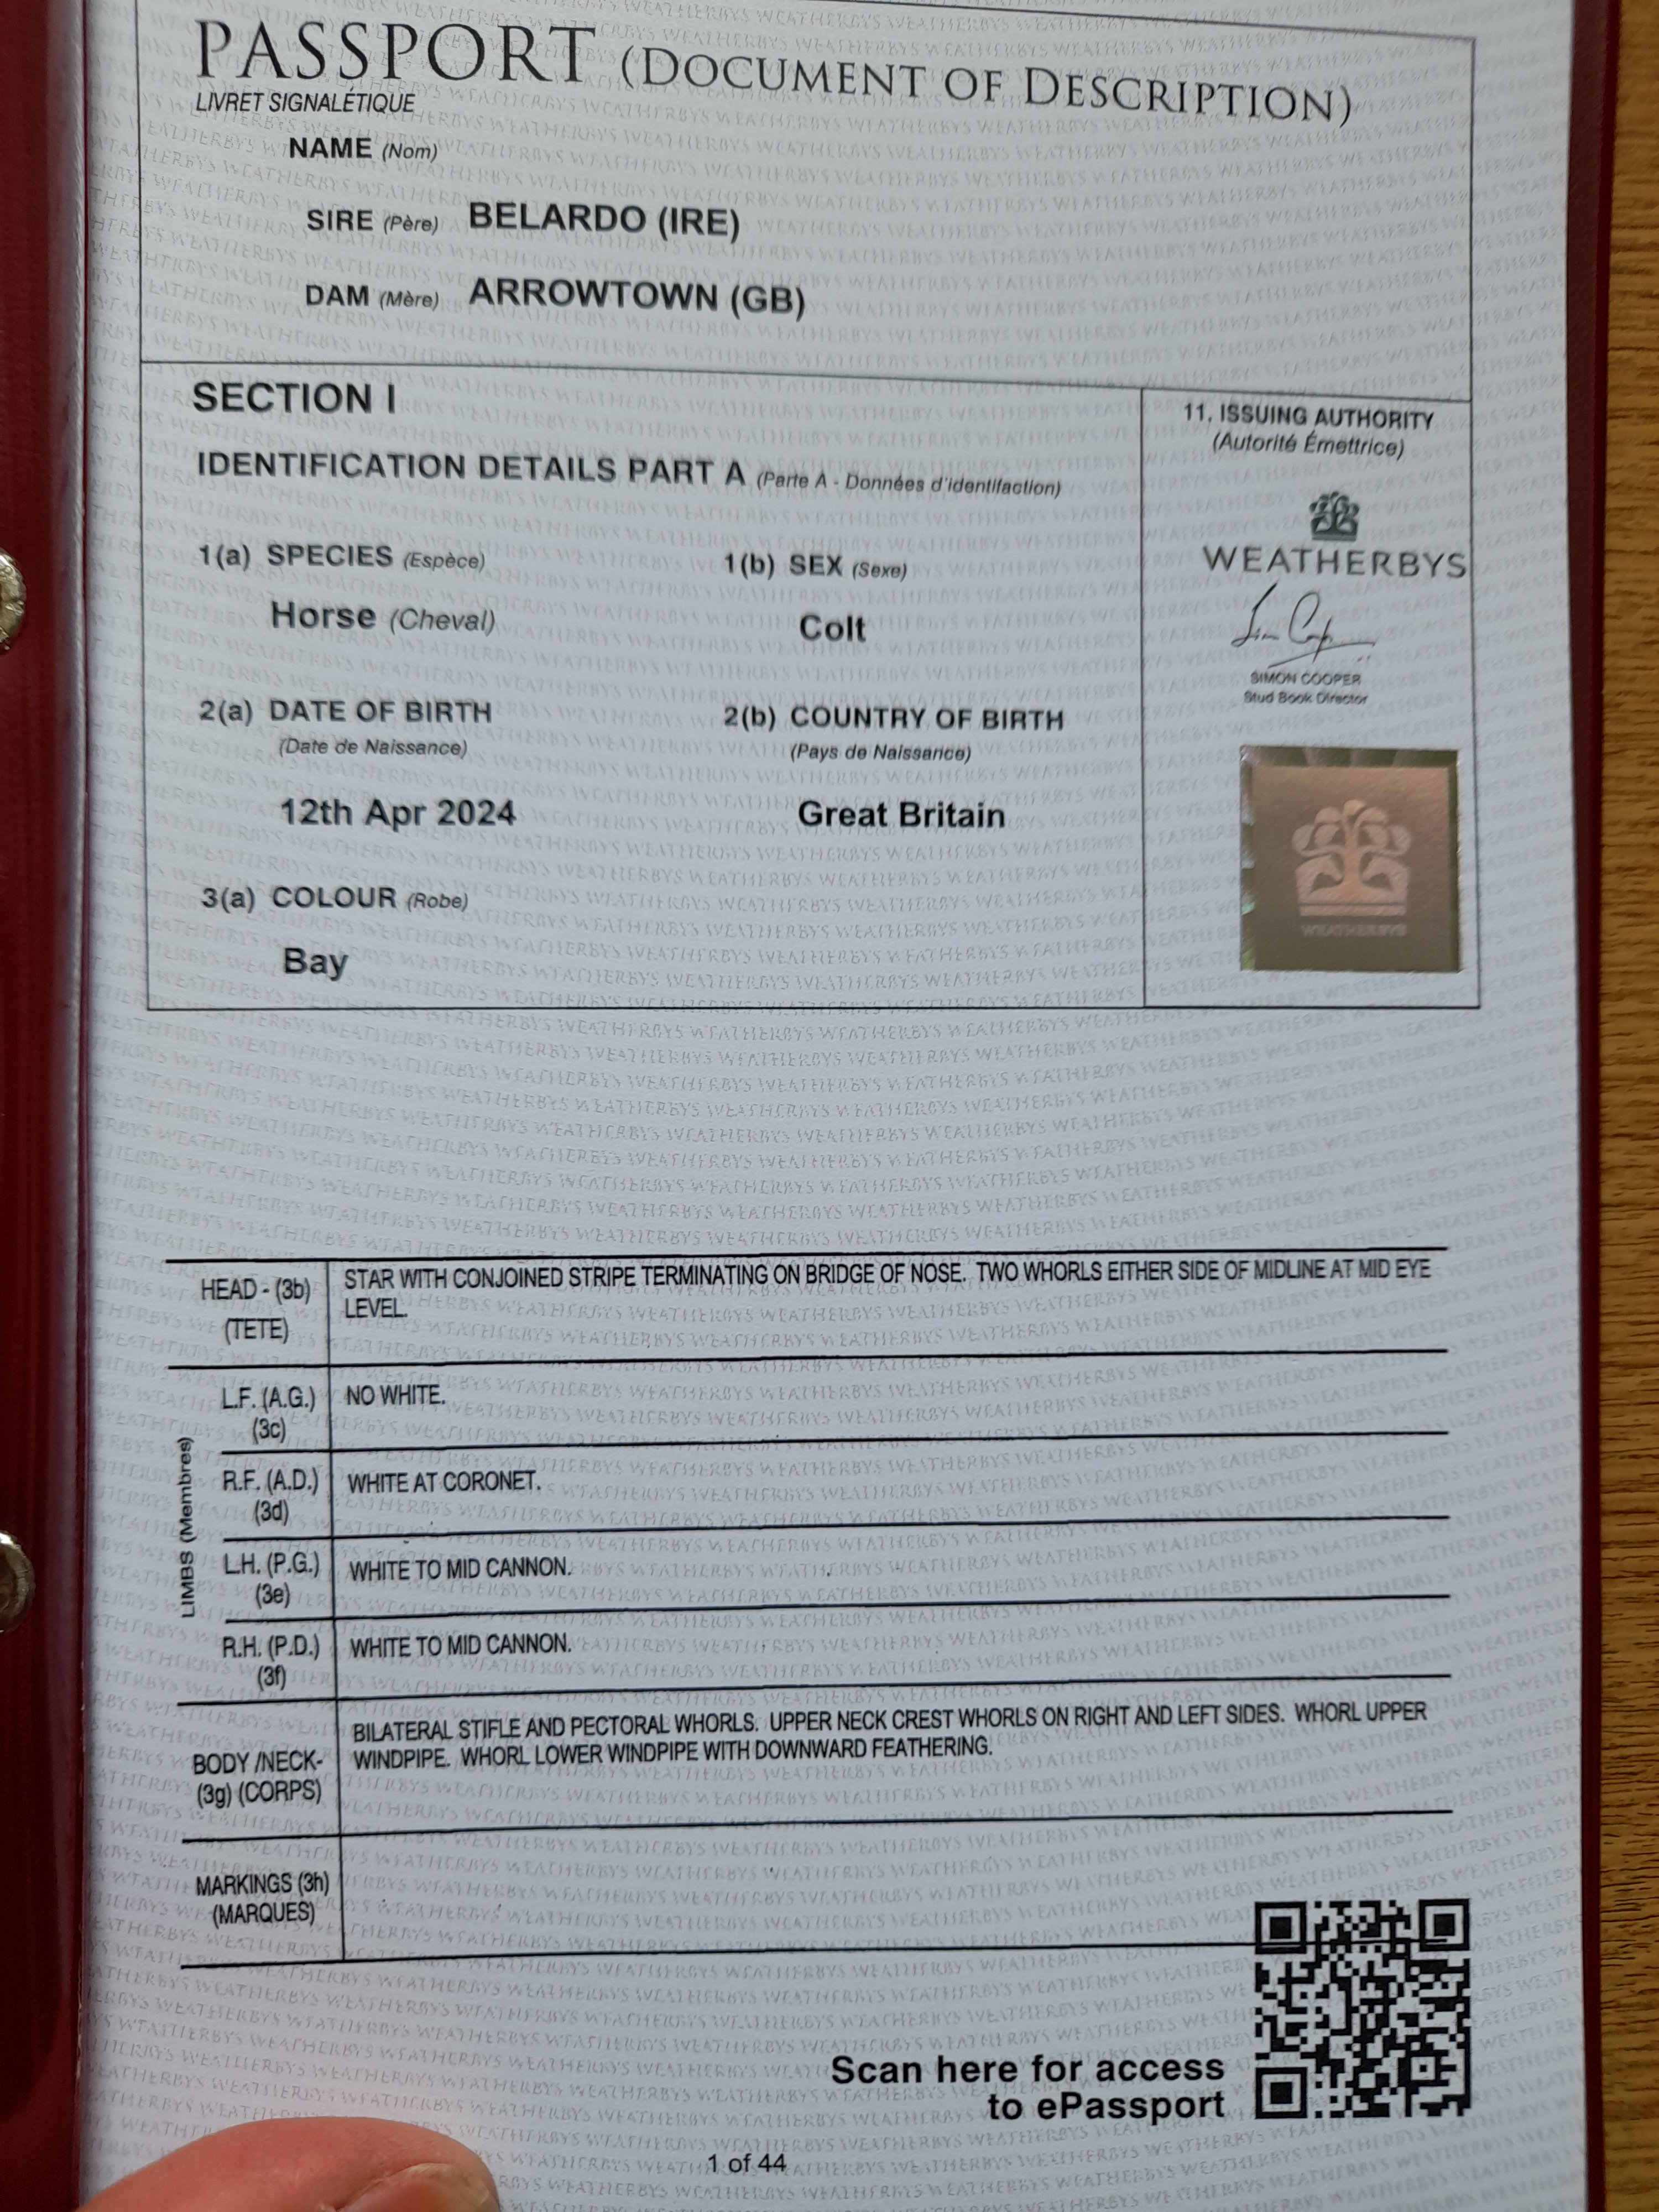 PASSPORT (DOCUMENT OF DESCRIPTION)
LIVRET SIGNALÉTIQUE
NAME (Nom)
SIRE (Père) BELARDO (IRE)
DAM (Mère) ARROWTOWN (GB)
SECTION I
IDENTIFICATION DETAILS PART A (Parte A - Données d'identifaction)
1(a) SPECIES (Espèce) 1(b) SEX (Sexe)
Horse (Cheval) Colt
2(a) DATE OF BIRTH 2(b) COUNTRY OF BIRTH
(Date de Naissance) (Pays de Naissance)
12th Apr 2024 Great Britain
3(a) COLOUR (Robe)
Bay
11. ISSUING AUTHORITY
(Autorité Émettrice)
WEATHERBYS
SIMON COOPER
Stud Book Director
WEATHERBYS
HEAD - (3b) STAR WITH CONJOINED STRIPE TERMINATING ON BRIDGE OF NOSE. TWO WHORLS EITHER SIDE OF MIDLINE AT MID EYE
(TETE) LEVEL.
LIMBS (Membres)
L.F. (A.G.) NO WHITE.
(3c)
R.F. (A.D.) WHITE AT CORONET.
(3d)
L.H. (P.G.) WHITE TO MID CANNON.
(3e)
R.H. (P.D.) WHITE TO MID CANNON.
(3f)
BODY /NECK- BILATERAL STIFLE AND PECTORAL WHORLS. UPPER NECK CREST WHORLS ON RIGHT AND LEFT SIDES. WHORL UPPER
(3g) (CORPS) WINDPIPE. WHORL LOWER WINDPIPE WITH DOWNWARD FEATHERING.
MARKINGS (3h)
(MARQUES)
Scan here for access
to ePassport
1 of 44